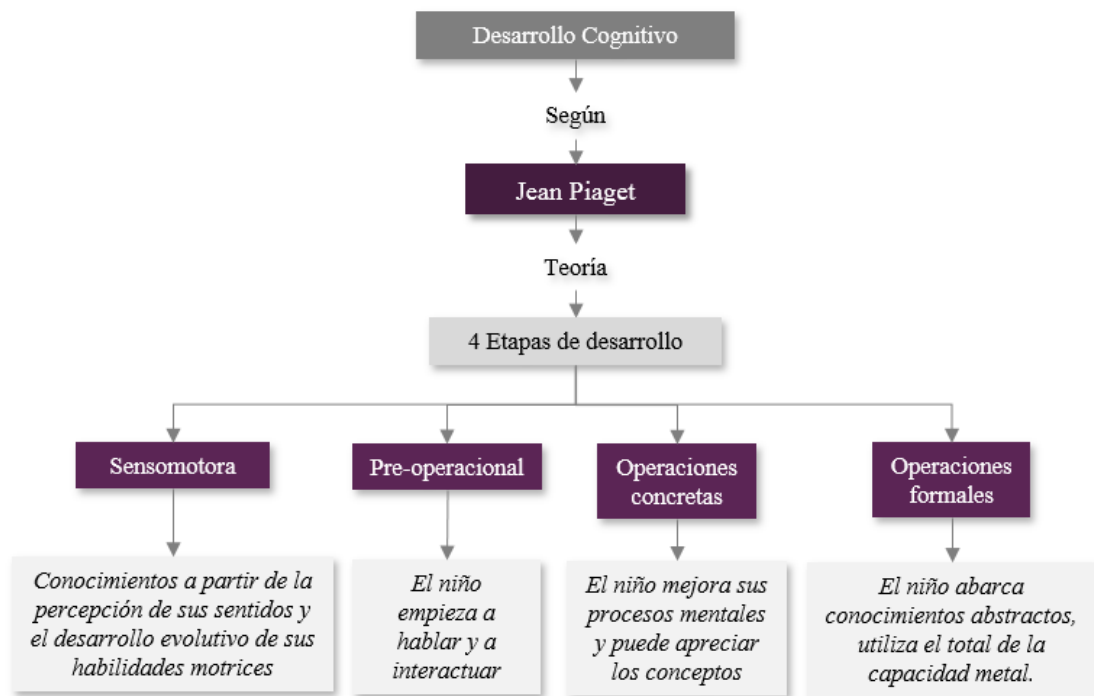 Desarrollo Cognitivo
Según
Jean Piaget
Teoría
4 Etapas de desarrollo
Sensomotora
Conocimientos a partir de la
percepción de sus sentidos y
el desarrollo evolutivo de sus
habilidades motrices
Pre-operacional
El niño
empieza a
hablar y a
interactuar
Operaciones
concretas
El niño mejora sus
procesos mentales
y puede apreciar
los conceptos
Operaciones
formales
El niño abarca
conocimientos abstractos,
utiliza el total de la
capacidad metal.